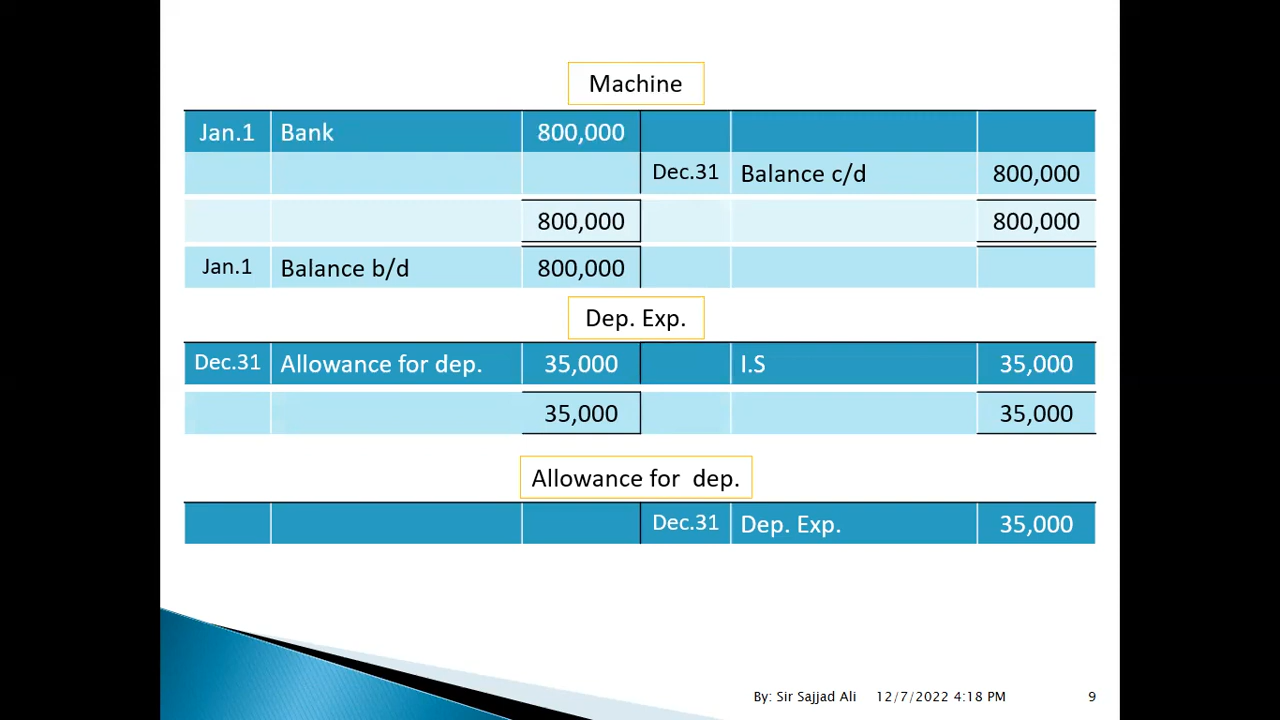 Machine
Jan.1 Bank 800,000
Dec.31 Balance c/d 800,000
800,000 800,000
Jan.1 Balance b/d 800,000
Dep. Exp.
Dec.31 Allowance for dep. 35,000 I.S 35,000
35,000 35,000
Allowance for dep.
Dec.31 Dep. Exp. 35,000
By: Sir Sajjad Ali 12/7/2022 4:18 PM 9